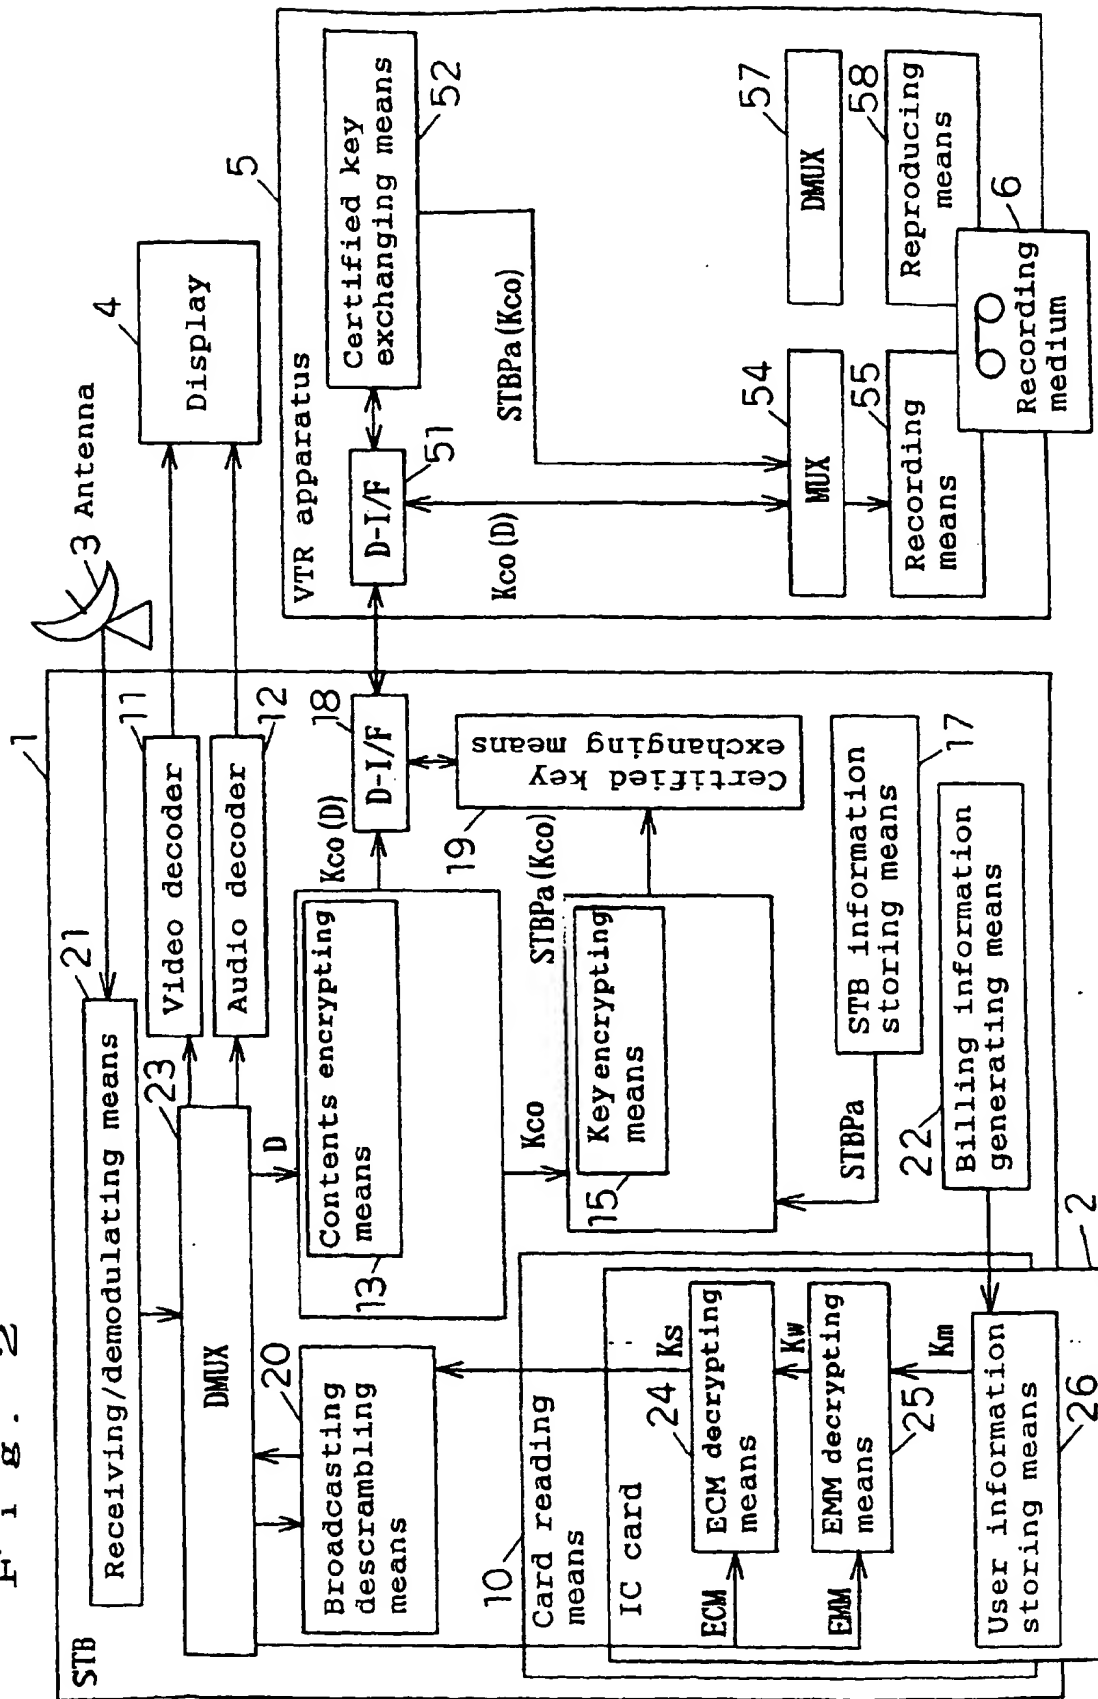 Fig. 2
STB
1
Receiving/demodulating means
21
3 Antenna
DMUX
23
Video decoder
11
Audio decoder
12
4
Display
Broadcasting
descrambling
means
20
D
Contents encrypting
means
13
Kco(D)
D-I/F
18
19
Certified key
exchanging means
STBPa(Kco)
Kco
Key encrypting
means
15
STBPa
STB information
storing means
17
22
Billing information
generating means
10
Card reading
means
IC card
2
Ks
24
ECM decrypting
means
ECM
Kw
EMM decrypting
means
25
EMM
Km
User information
storing means
26
5
VTR apparatus
Certified key
exchanging means
52
D-I/F
51
STBPa(Kco)
Kco(D)
MUX
54
Recording
means
55
DMUX
57
Reproducing
means
58
Recording
medium
6